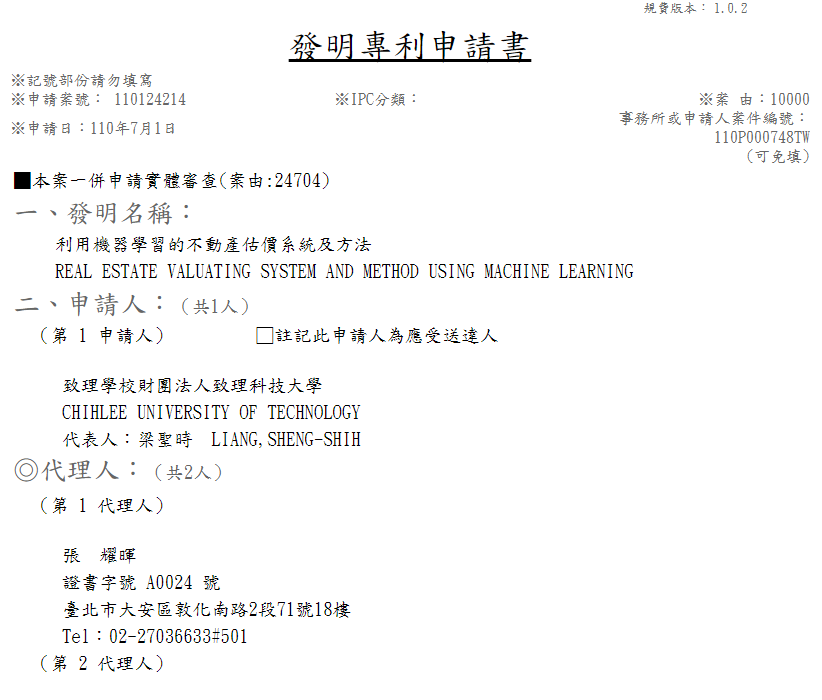 規費版本： 1.0.2
發明專利申請書
※記號部份請勿填寫
※申請案號： 110124214 ※IPC分類： ※案 由：10000
※申請日：110年7月1日
事務所或申請人案件編號：
110P000748TW
(可免填)
■本案一併申請實體審查(案由:24704)
一、發明名稱：
利用機器學習的不動產估價系統及方法
REAL ESTATE VALUATING SYSTEM AND METHOD USING MACHINE LEARNING
二、申請人：（共1人）
（第 1 申請人） □註記此申請人為應受送達人
致理學校財團法人致理科技大學
CHIHLEE UNIVERSITY OF TECHNOLOGY
代表人：梁聖時 LIANG,SHENG-SHIH
◎代理人：（共2人）
（第 1 代理人）
張 耀暉
證書字號 A0024 號
臺北市大安區敦化南路2段71號18樓
Tel：02-27036633#501
（第 2 代理人）